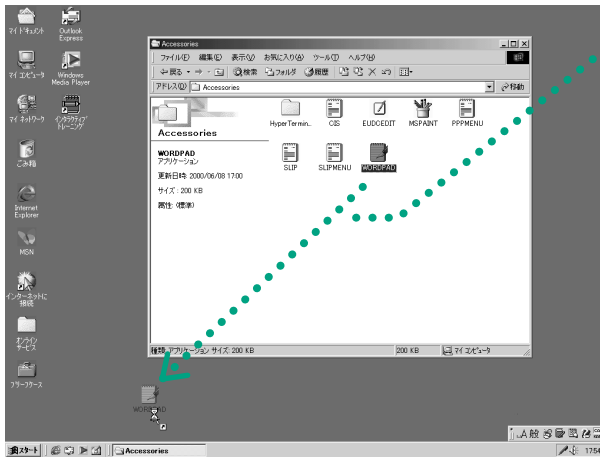 マイ ドキュメント
Outlook
Express
マイ コンピュータ
Windows
Media Player
マイ ネットワーク
インタラクティブ
トレーニング
ごみ箱
Internet
Explorer
MSN
インターネットに
接続
オンライン
サービス
ブリーフケース
Accessories
ファイル(F) 編集(E) 表示(V) お気に入り(A) ツール(T) ヘルプ(H)
戻る 検索 フォルダ 履歴
アドレス(D) Accessories 移動
Accessories
WORDPAD
アプリケーション
更新日時: 2000/06/08 17:00
サイズ: 200 KB
属性: (標準)
HyperTermin... CIS EUDCEDIT MSPAINT PPPMENU
SLIP SLIPMENU WORDPAD
種類: アプリケーション サイズ: 200 KB 200 KB マイ コンピュータ
WORDPAD
A 般
スタート Accessories 17:54